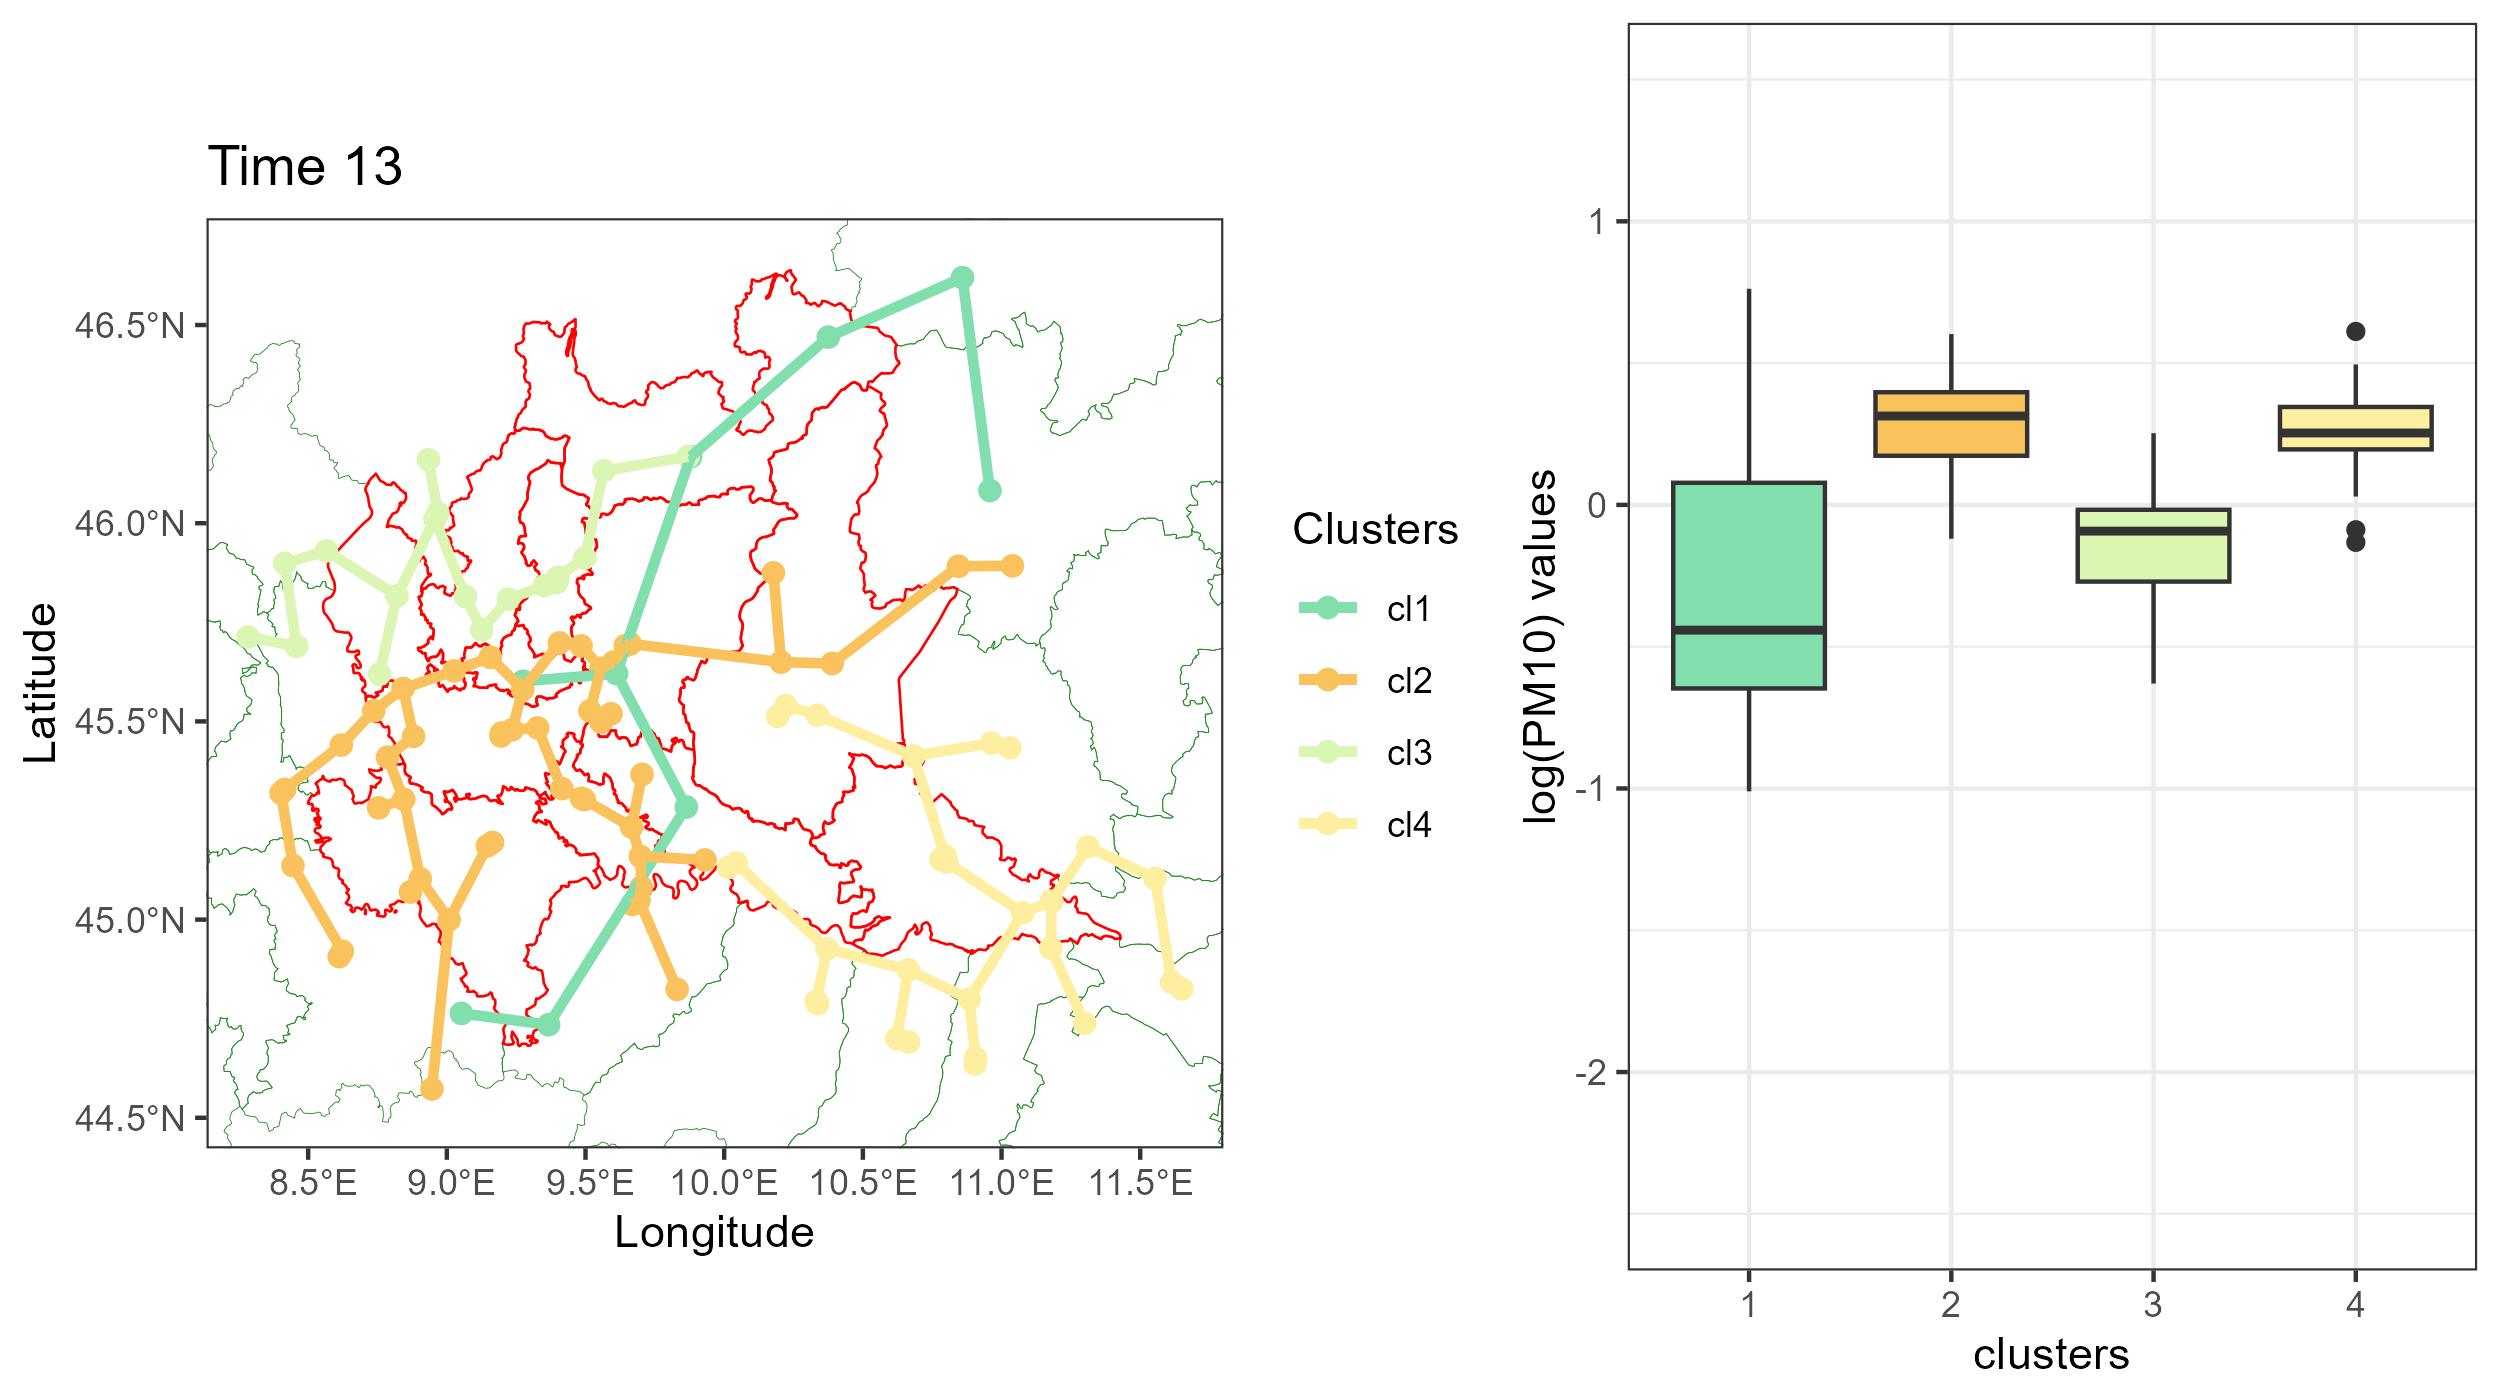 Time 13
46.5°N
46.0°N
45.5°N
45.0°N
44.5°N
Latitude
8.5°E 9.0°E 9.5°E 10.0°E 10.5°E 11.0°E 11.5°E
Longitude
Clusters
cl1
cl2
cl3
cl4
log(PM10) values
1
0
-1
-2
1 2 3 4
clusters